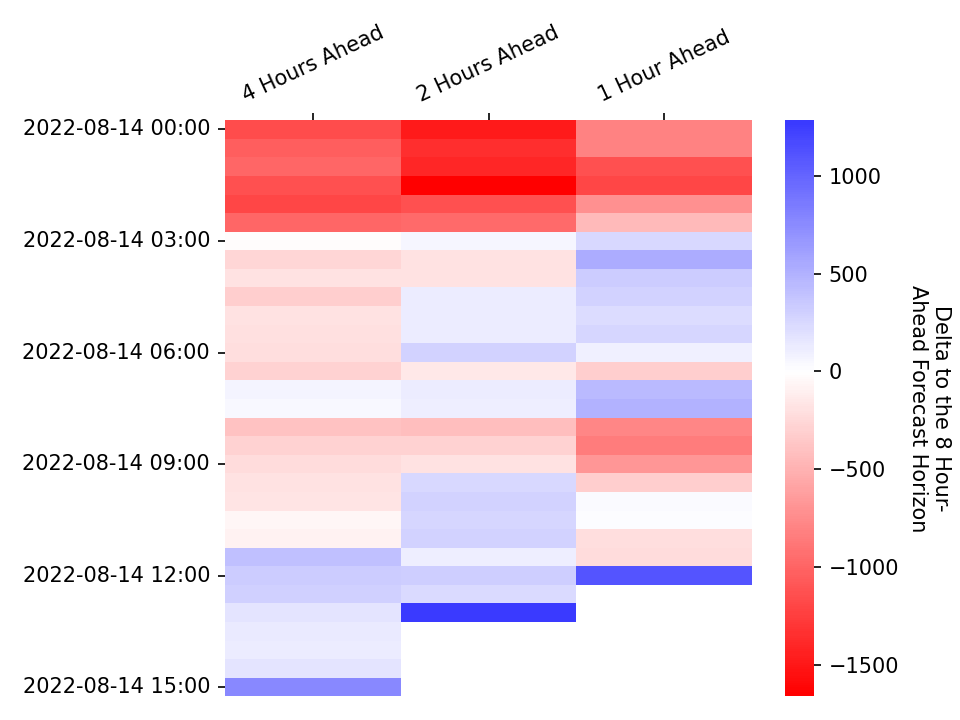 4 Hours Ahead
2 Hours Ahead
1 Hour Ahead
2022-08-14 00:00
2022-08-14 03:00
2022-08-14 06:00
2022-08-14 09:00
2022-08-14 12:00
2022-08-14 15:00
1000
500
0
−500
−1000
−1500
Delta to the 8 Hour-
Ahead Forecast Horizon